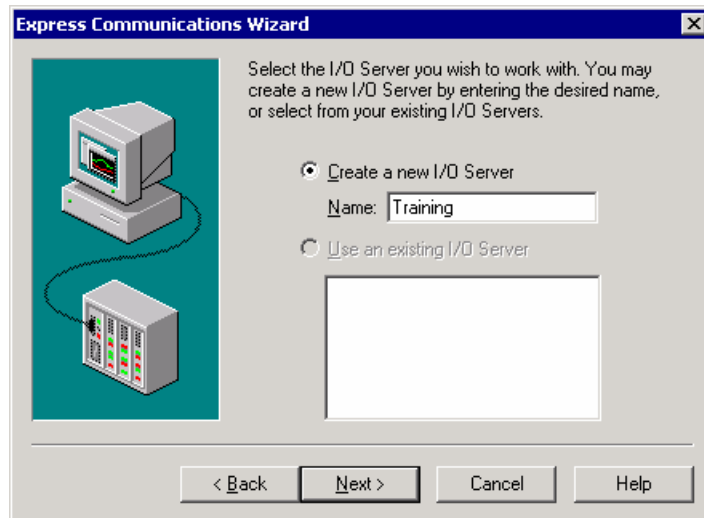 Express Communications Wizard
Select the I/O Server you wish to work with. You may
create a new I/O Server by entering the desired name,
or select from your existing I/O Servers.
Create a new I/O Server
Name: Training
Use an existing I/O Server
< Back Next > Cancel Help